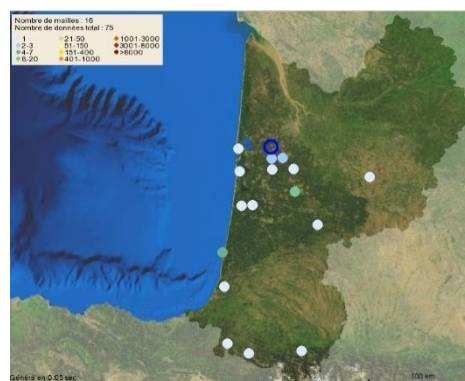 Nombre de mailles : 16
Nombre de données total : 75
1 21-50 1001-3000
2-3 51-150 3001-8000
4-7 151-400 >8000
8-20 401-1000
Généré en 0.03 sec 100 km